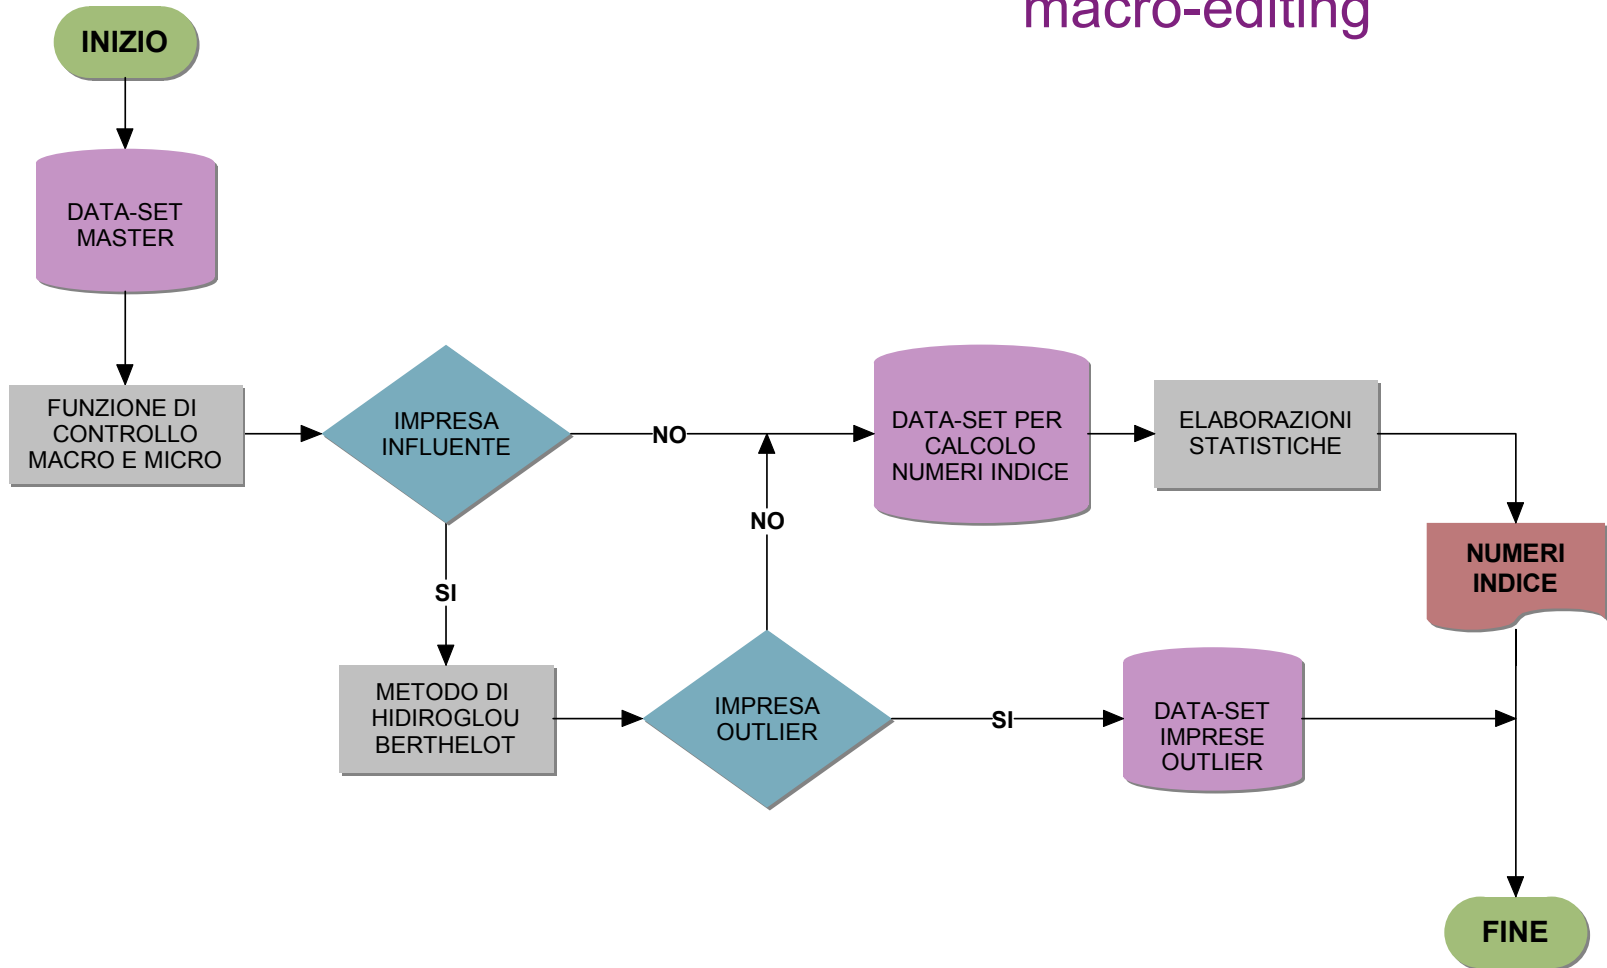 macro-editing
INIZIO
DATA-SET
MASTER
FUNZIONE DI
CONTROLLO
MACRO E MICRO
IMPRESA
INFLUENTE
NO
DATA-SET PER
CALCOLO
NUMERI INDICE
ELABORAZIONI
STATISTICHE
NO
NUMERI
INDICE
SI
METODO DI
HIDIROGLOU
BERTHELOT
IMPRESA
OUTLIER
SI
DATA-SET
IMPRESE
OUTLIER
FINE